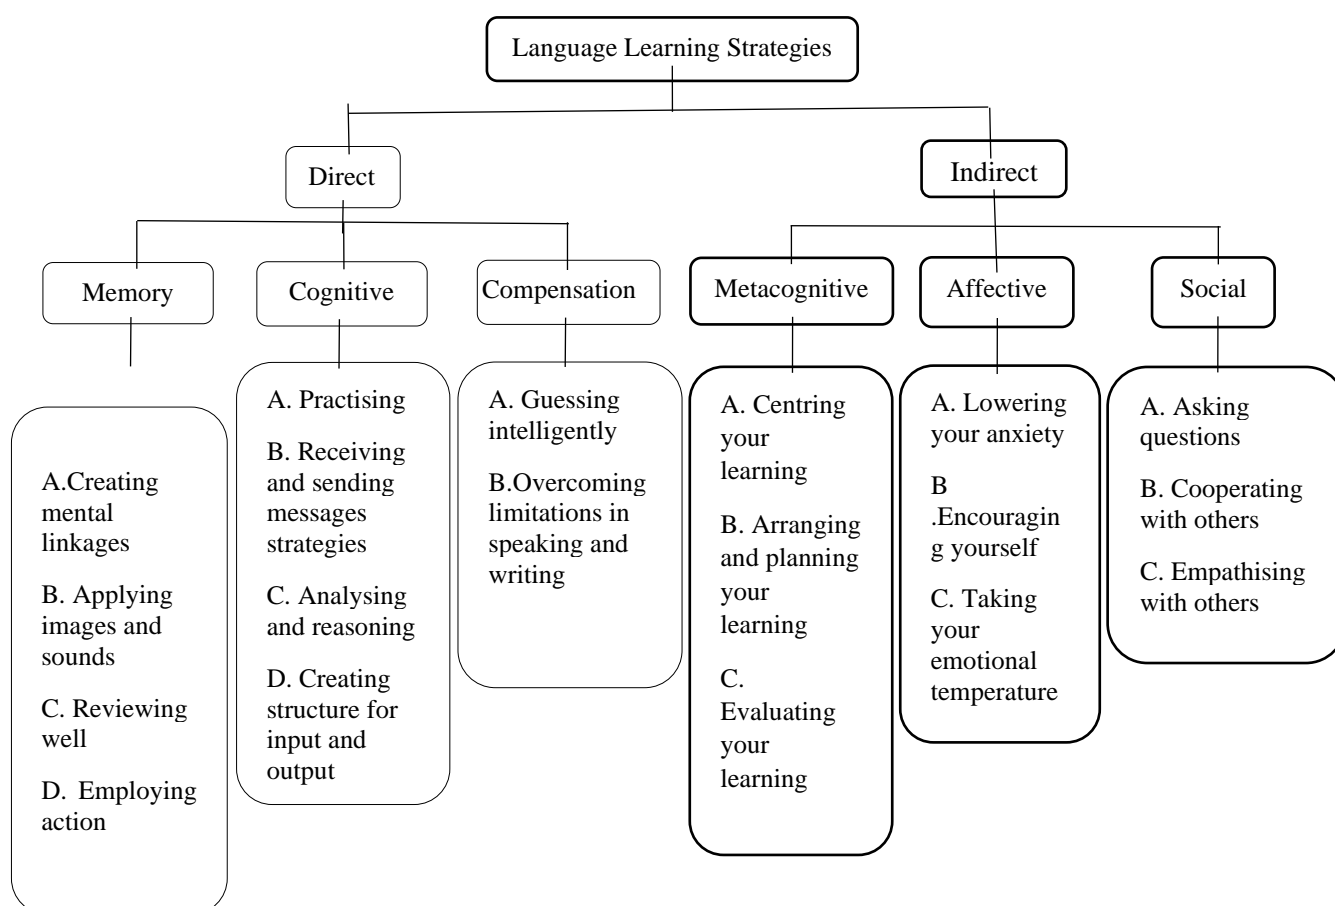 Language Learning Strategies
Direct
Indirect
Memory
Cognitive
Compensation
Metacognitive
Affective
Social
A.Creating
mental
linkages
B. Applying
images and
sounds
C. Reviewing
well
D. Employing
action
A. Practising
B. Receiving
and sending
messages
strategies
C. Analysing
and reasoning
D. Creating
structure for
input and
output
A. Guessing
intelligently
B.Overcoming
limitations in
speaking and
writing
A. Centring
your
learning
B. Arranging
and planning
your
learning
C.
Evaluating
your
learning
A. Lowering
your anxiety
B
.Encouragin
g yourself
C. Taking
your
emotional
temperature
A. Asking
questions
B. Cooperating
with others
C. Empathising
with others